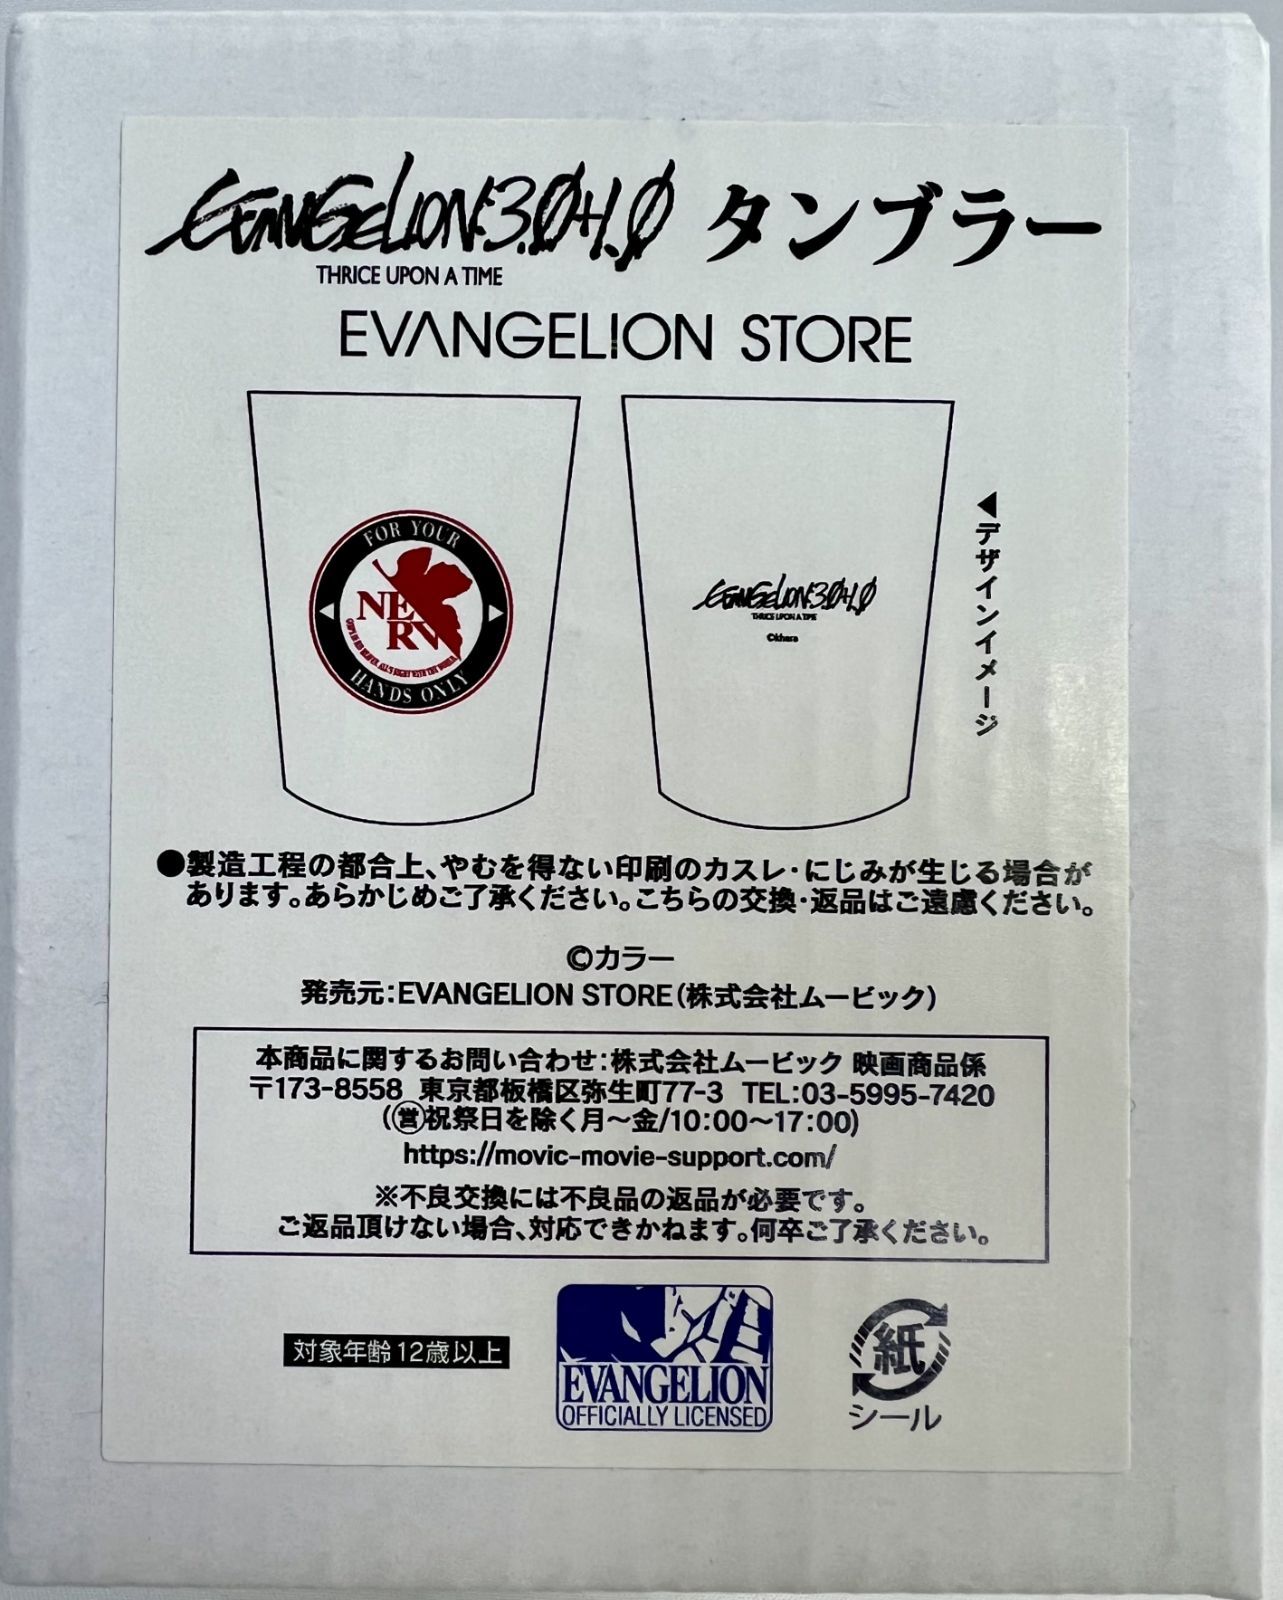 EVANGELION:3.0+1.0 タンブラー
THRICE UPON A TIME
EVANGELION STORE
FOR YOUR
NERV
HANDS ONLY
EVANGELION:3.0+1.0
THRICE UPON A TIME
©khara
◀デザインイメージ
●製造工程の都合上、やむを得ない印刷のカスレ・にじみが生じる場合が
あります。あらかじめご了承ください。こちらの交換・返品はご遠慮ください。
©カラー
発売元:EVANGELION STORE(株式会社ムービック)
本商品に関するお問い合わせ:株式会社ムービック 映画商品係
〒173-8558 東京都板橋区弥生町77-3 TEL:03-5995-7420
(㊡祝祭日を除く月〜金/10:00〜17:00)
https://movic-movie-support.com/
※不良交換には不良品の返品が必要です。
ご返品頂けない場合、対応できかねます。何卒ご了承ください。
対象年齢12歳以上
EVANGELION
OFFICIALLY LICENSED
紙
シール